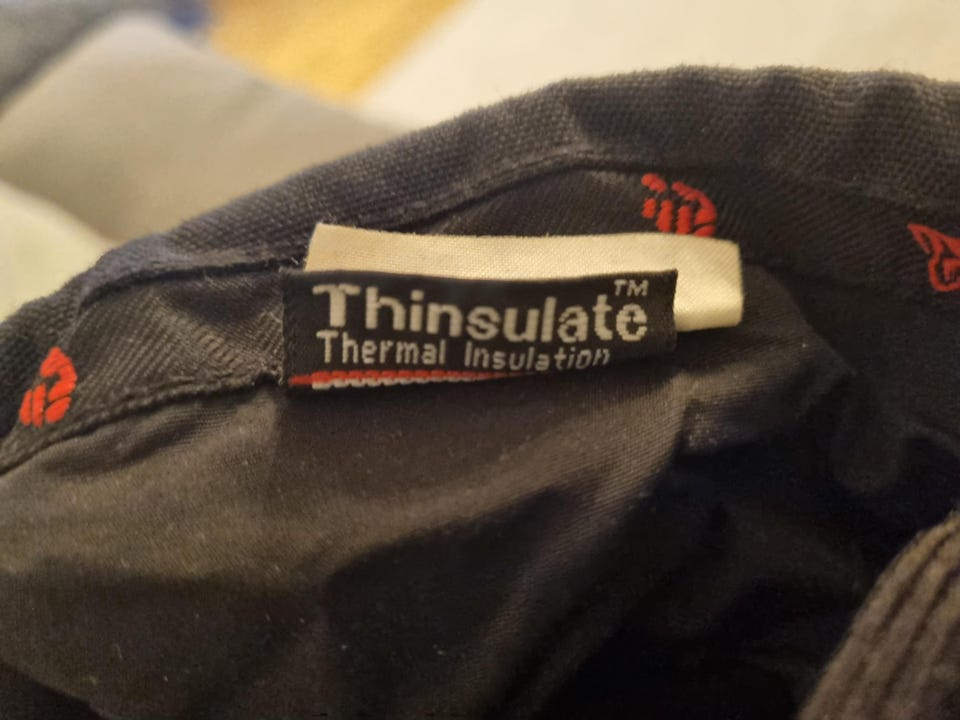 Thinsulate™
Thermal Insulation